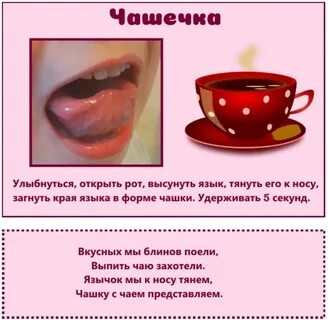 Чашечка
Улыбнуться, открыть рот, высунуть язык, тянуть его к носу,
загнуть края языка в форме чашки. Удерживать 5 секунд.
Вкусных мы блинов поели,
Выпить чаю захотели.
Язычок мы к носу тянем,
Чашку с чаем представляем.